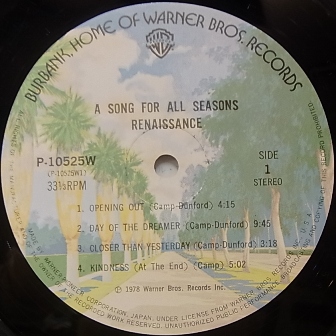 BURBANK, HOME OF WARNER BROS. RECORDS
A SONG FOR ALL SEASONS
RENAISSANCE
P-10525W
(P-10525W1)
33⅓RPM
SIDE
1
STEREO
1. OPENING OUT (Camp-Dunford) 4:15
2. DAY OF THE DREAMER (Camp-Dunford) 9:45
3. CLOSER THAN YESTERDAY (Camp-Dunford) 3:18
4. KINDNESS (At The End) (Camp) 5:02
℗ 1978 Warner Bros. Records Inc.